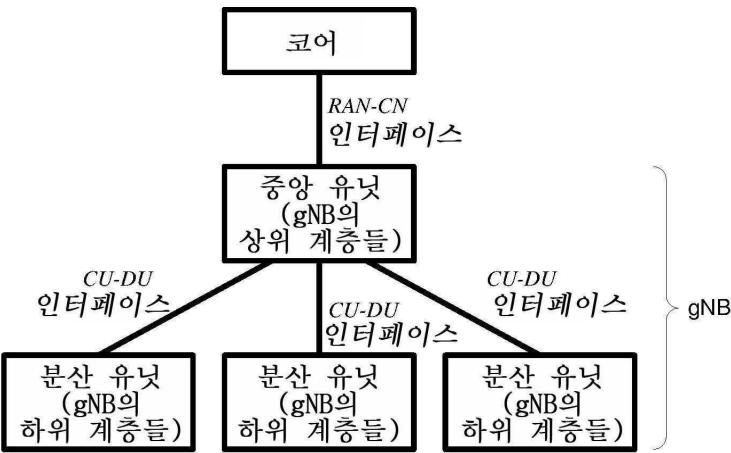 코어
RAN-CN
인터페이스
중앙 유닛
(gNB의
상위 계층들)
CU-DU
인터페이스
CU-DU
인터페이스
CU-DU
인터페이스
gNB
분산 유닛
(gNB의
하위 계층들)
분산 유닛
(gNB의
하위 계층들)
분산 유닛
(gNB의
하위 계층들)